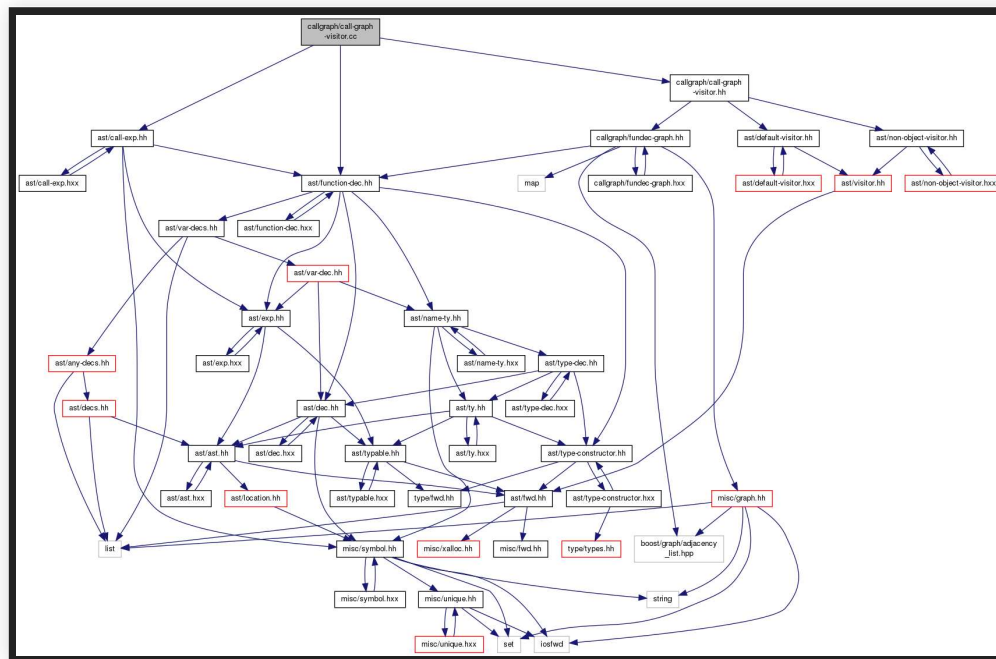 callgraph/call-graph
-visitor.cc
callgraph/call-graph
-visitor.hh
ast/call-exp.hh
callgraph/fundec-graph.hh
ast/default-visitor.hh
ast/non-object-visitor.hh
ast/call-exp.hxx
ast/function-dec.hh
map
callgraph/fundec-graph.hxx
ast/default-visitor.hxx
ast/visitor.hh
ast/non-object-visitor.hxx
ast/var-decs.hh
ast/function-dec.hxx
ast/var-dec.hh
ast/exp.hh
ast/name-ty.hh
ast/any-decs.hh
ast/exp.hxx
ast/name-ty.hxx
ast/type-dec.hh
ast/decs.hh
ast/dec.hh
ast/ty.hh
ast/type-dec.hxx
ast/ast.hh
ast/dec.hxx
ast/typable.hh
ast/ty.hxx
ast/type-constructor.hh
ast/ast.hxx
ast/location.hh
ast/typable.hxx
type/fwd.hh
ast/fwd.hh
ast/type-constructor.hxx
misc/graph.hh
list
misc/symbol.hh
misc/xalloc.hh
misc/fwd.hh
type/types.hh
boost/graph/adjacency
_list.hpp
misc/symbol.hxx
misc/unique.hh
string
misc/unique.hxx
set
iosfwd